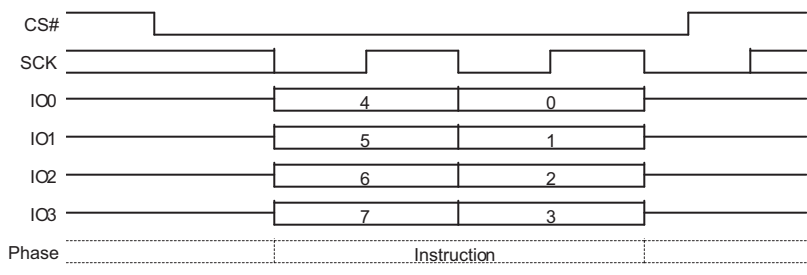 CS#
SCK
IO0 4 0
IO1 5 1
IO2 6 2
IO3 7 3
Phase Instruction